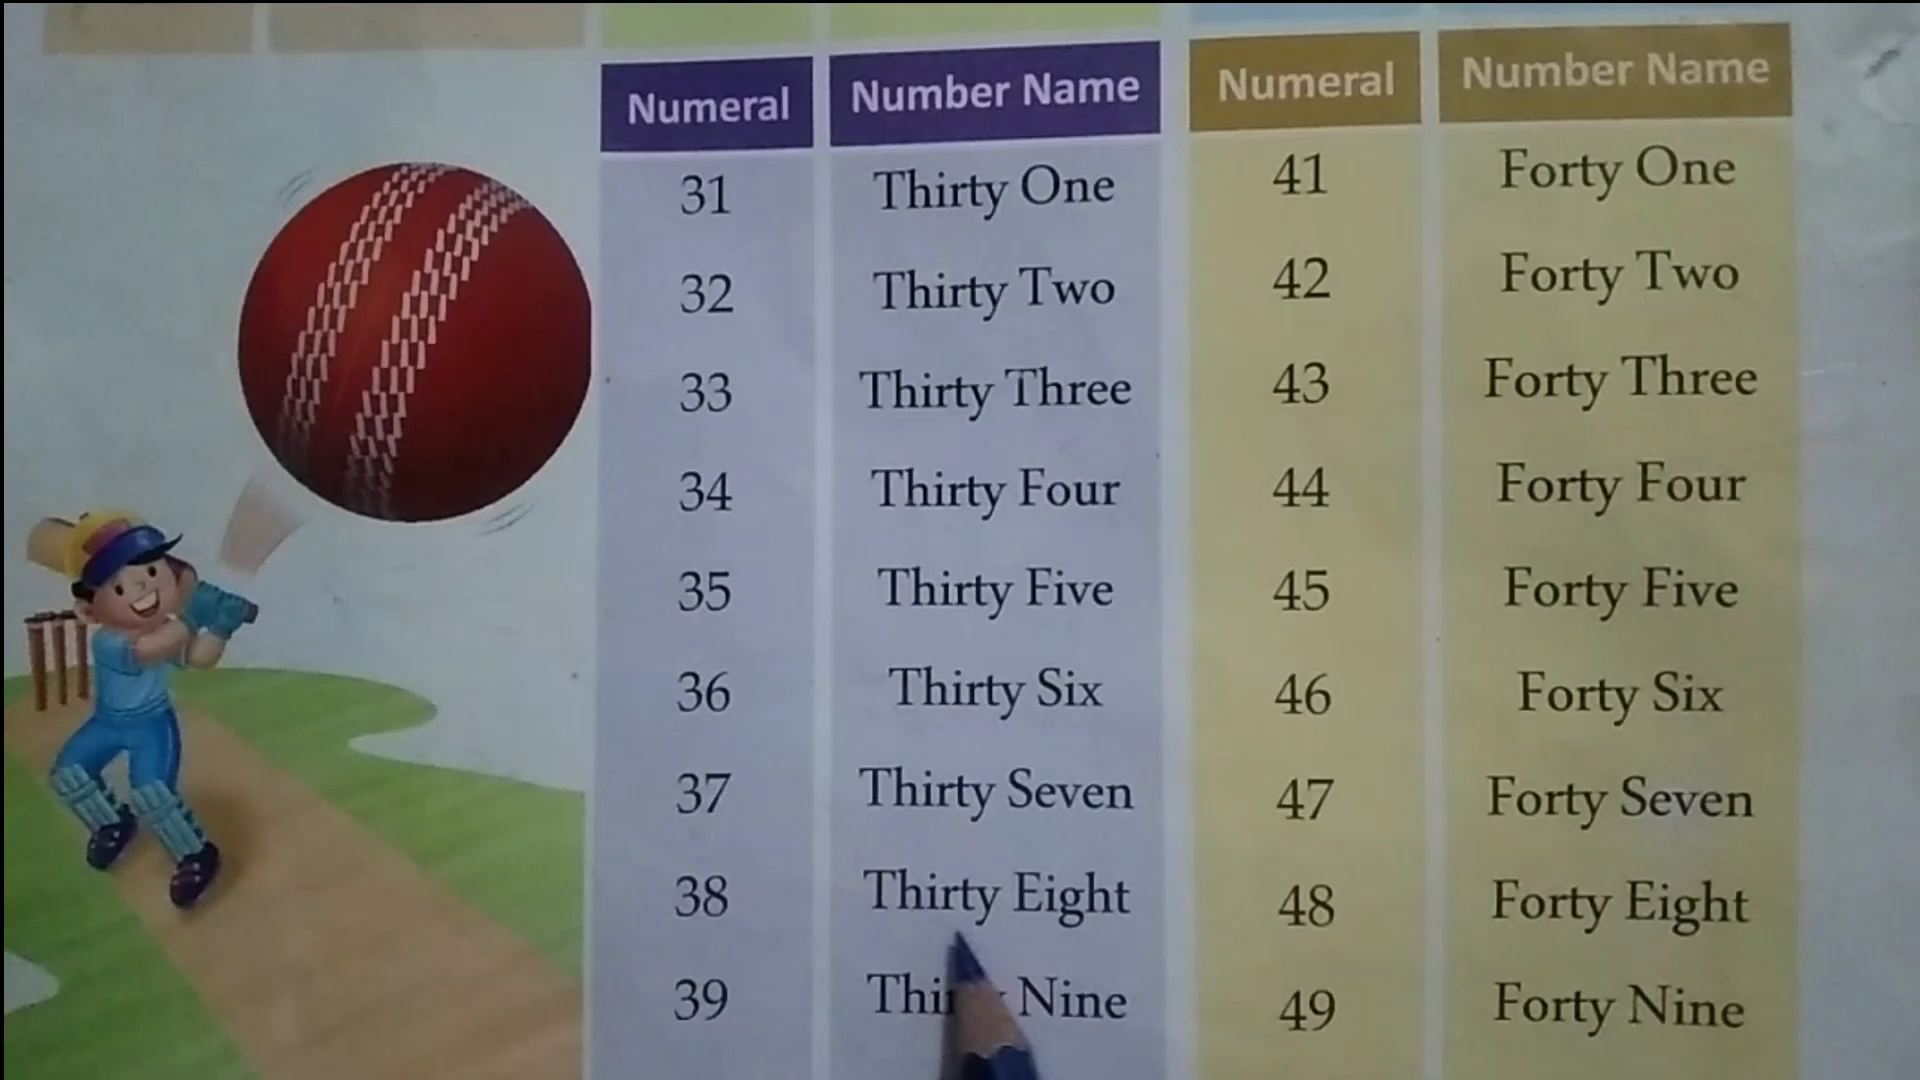 Numeral Number Name Numeral Number Name
31 Thirty One 41 Forty One
32 Thirty Two 42 Forty Two
33 Thirty Three 43 Forty Three
34 Thirty Four 44 Forty Four
35 Thirty Five 45 Forty Five
36 Thirty Six 46 Forty Six
37 Thirty Seven 47 Forty Seven
38 Thirty Eight 48 Forty Eight
39 Thirty Nine 49 Forty Nine